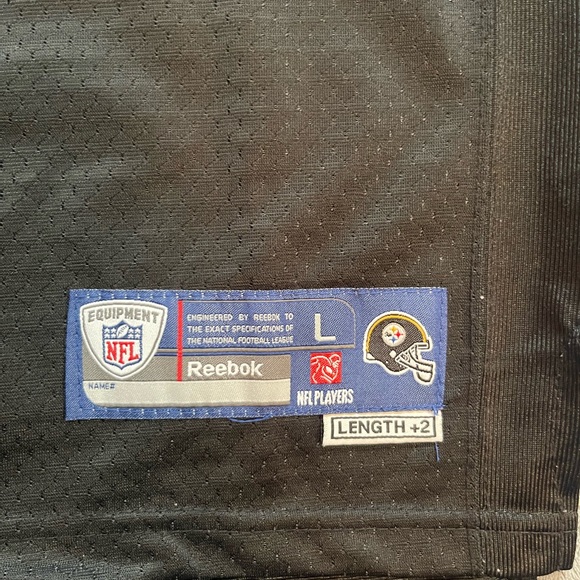 EQUIPMENT
NFL
ENGINEERED BY REEBOK TO
THE EXACT SPECIFICATIONS OF
THE NATIONAL FOOTBALL LEAGUE
L
Reebok
NAME#
NFL PLAYERS
LENGTH +2